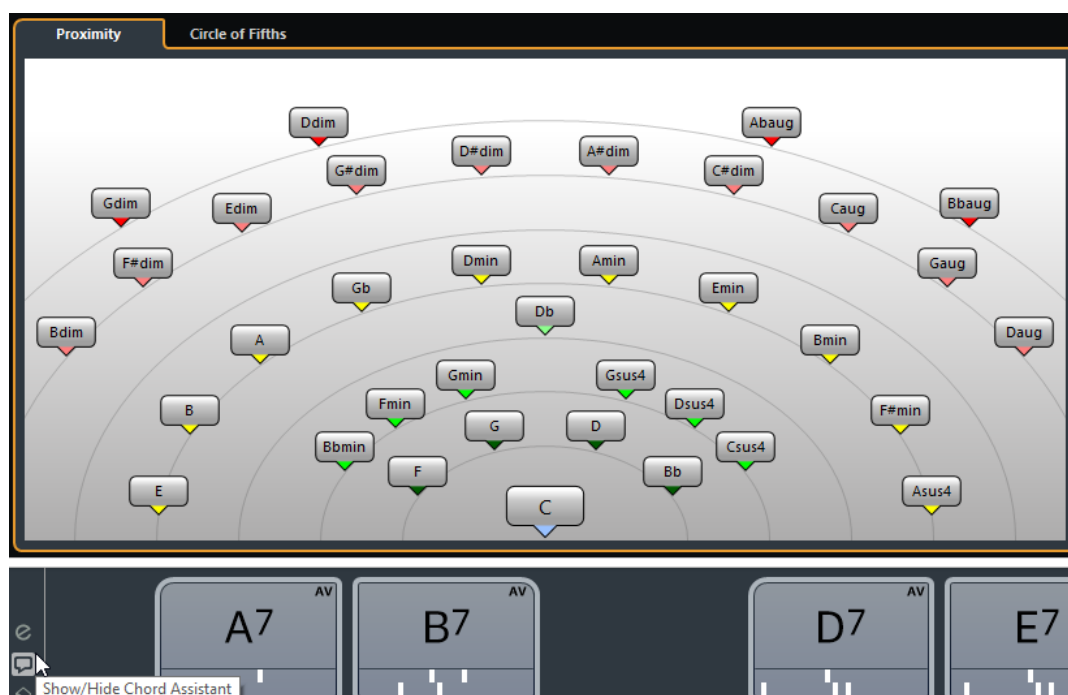 Proximity
Circle of Fifths
Ddim
Abaug
D#dim
A#dim
G#dim
C#dim
Gdim
Edim
Caug
Bbaug
F#dim
Dmin
Amin
Gaug
Gb
Emin
Db
Bdim
A
Bmin
Daug
Gmin
Gsus4
Fmin
Dsus4
B
F#min
G
D
Bbmin
Csus4
F
Bb
E
Asus4
C
AV
AV
AV
A7
B7
D7
E7
e
Show/Hide Chord Assistant